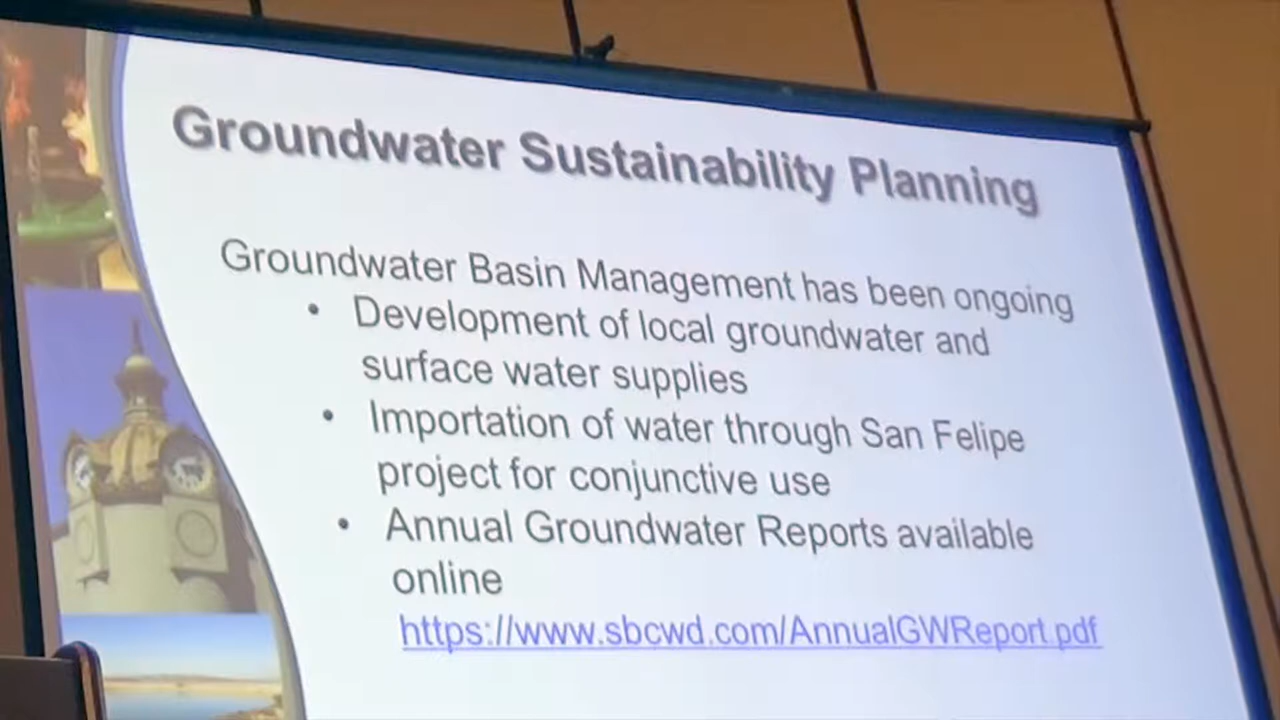 Groundwater Sustainability Planning
Groundwater Basin Management has been ongoing
• Development of local groundwater and
surface water supplies
• Importation of water through San Felipe
project for conjunctive use
• Annual Groundwater Reports available
online
https://www.sbcwd.com/AnnualGWReport.pdf